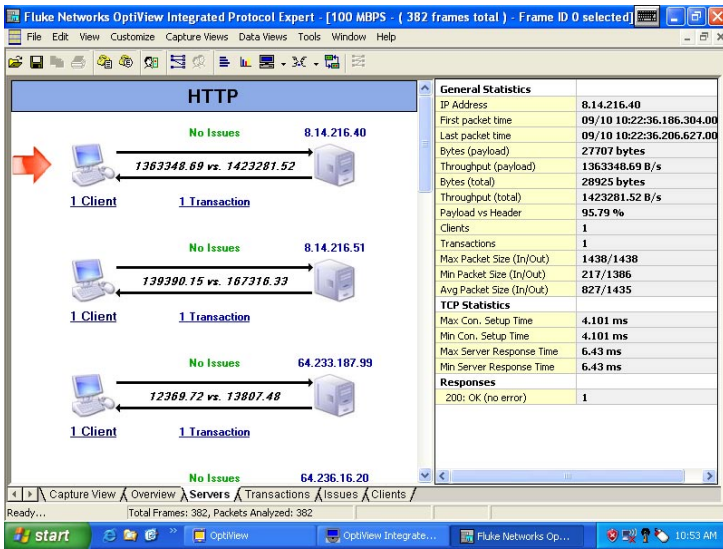 Fluke Networks OptiView Integrated Protocol Expert - [100 MBPS - ( 382 frames total ) - Frame ID 0 selected]
File Edit View Customize Capture Views Data Views Tools Window Help
HTTP
No Issues 8.14.216.40
1363348.69 vs. 1423281.52
1 Client 1 Transaction
No Issues 8.14.216.51
139390.15 vs. 167316.33
1 Client 1 Transaction
No Issues 64.233.187.99
12369.72 vs. 13807.48
1 Client 1 Transaction
No Issues 64.236.16.20
General Statistics
IP Address 8.14.216.40
First packet time 09/10 10:22:36.186.304.00
Last packet time 09/10 10:22:36.206.627.00
Bytes (payload) 27707 bytes
Throughput (payload) 1363348.69 B/s
Bytes (total) 28925 bytes
Throughput (total) 1423281.52 B/s
Payload vs Header 95.79 %
Clients 1
Transactions 1
Max Packet Size (In/Out) 1438/1438
Min Packet Size (In/Out) 217/1386
Avg Packet Size (In/Out) 827/1435
TCP Statistics
Max Con. Setup Time 4.101 ms
Min Con. Setup Time 4.101 ms
Max Server Response Time 6.43 ms
Min Server Response Time 6.43 ms
Responses
200: OK (no error) 1
Capture View Overview Servers Transactions Issues Clients
Ready... Total Frames: 382, Packets Analyzed: 382
start OptiView OptiView Integrate... Fluke Networks Op... 10:53 AM